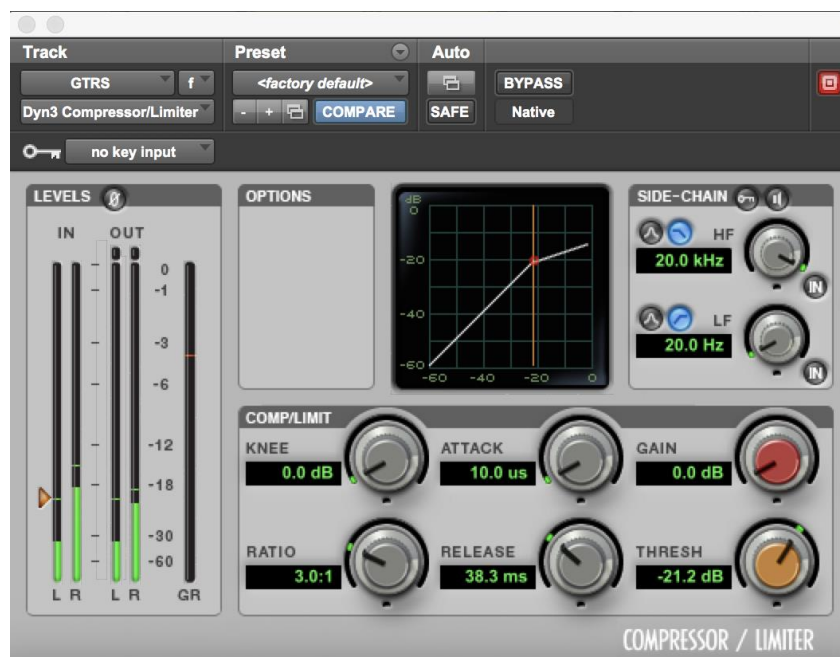 Track Preset Auto
GTRS f <factory default> BYPASS
Dyn3 Compressor/Limiter - + COMPARE SAFE Native
no key input
LEVELS Ø
IN OUT
0
-1
-3
-6
-12
-18
-30
-60
L R L R GR
OPTIONS
dB
0
-20
-40
-60
-60 -40 -20 0
SIDE-CHAIN
HF
20.0 kHz
IN
LF
20.0 Hz
IN
COMP/LIMIT
KNEE ATTACK GAIN
0.0 dB 10.0 us 0.0 dB
RATIO RELEASE THRESH
3.0:1 38.3 ms -21.2 dB
COMPRESSOR / LIMITER